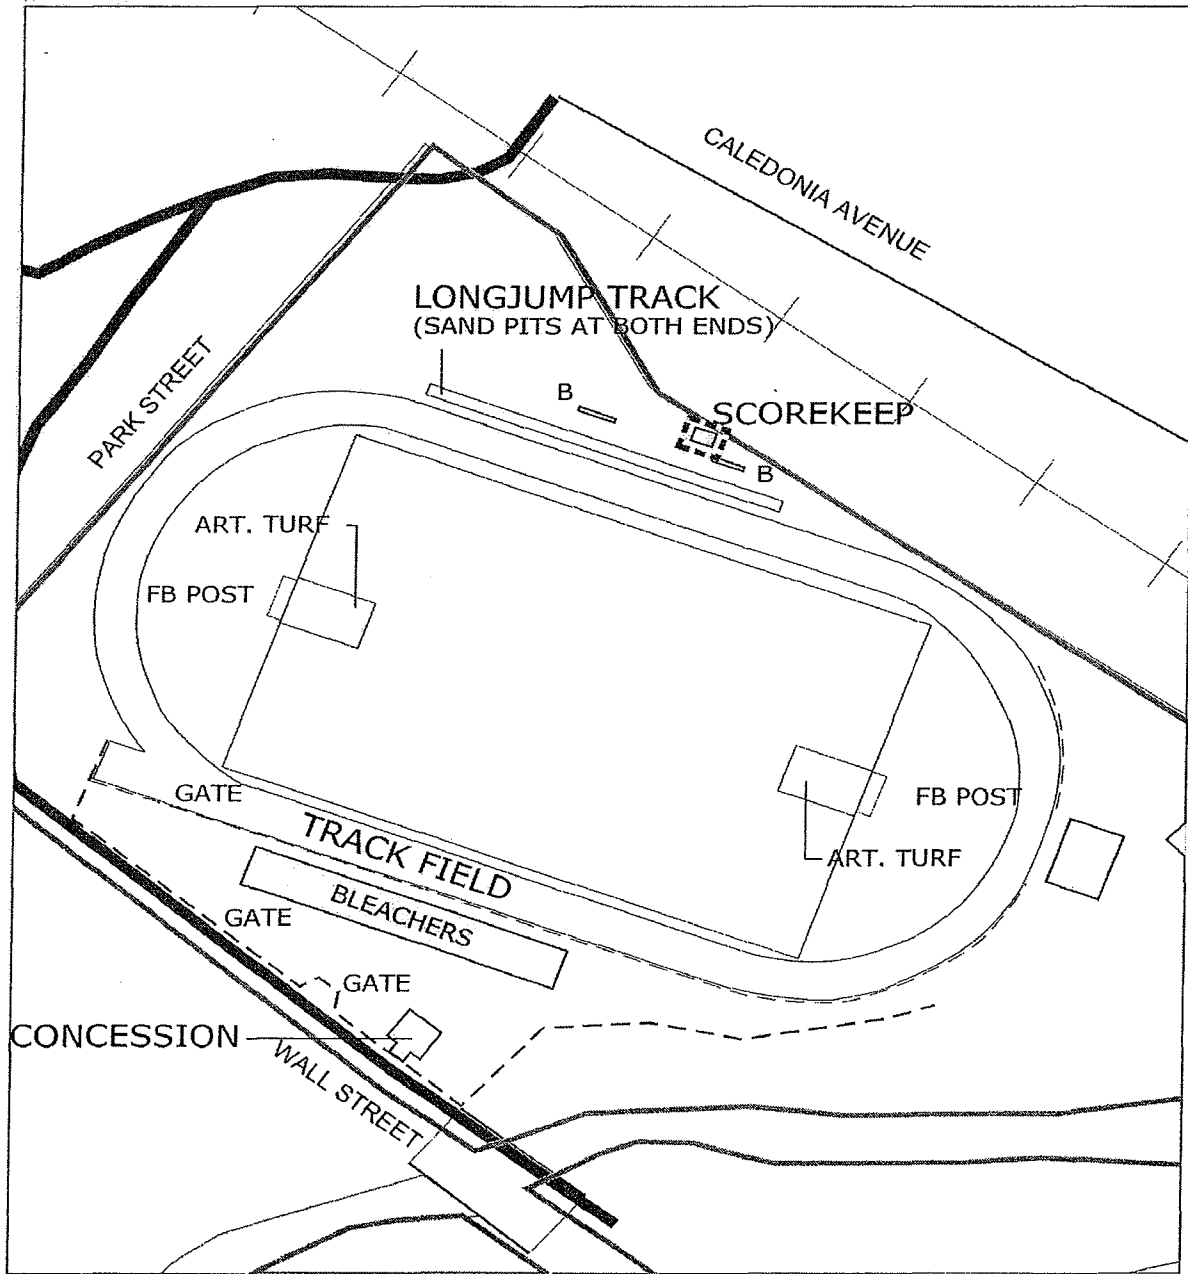 CALEDONIA AVENUE
LONGJUMP TRACK
(SAND PITS AT BOTH ENDS)
PARK STREET
B
SCOREKEEP
B
ART. TURF
FB POST
GATE
FB POST
TRACK FIELD
ART. TURF
BLEACHERS
GATE
GATE
CONCESSION
WALL STREET